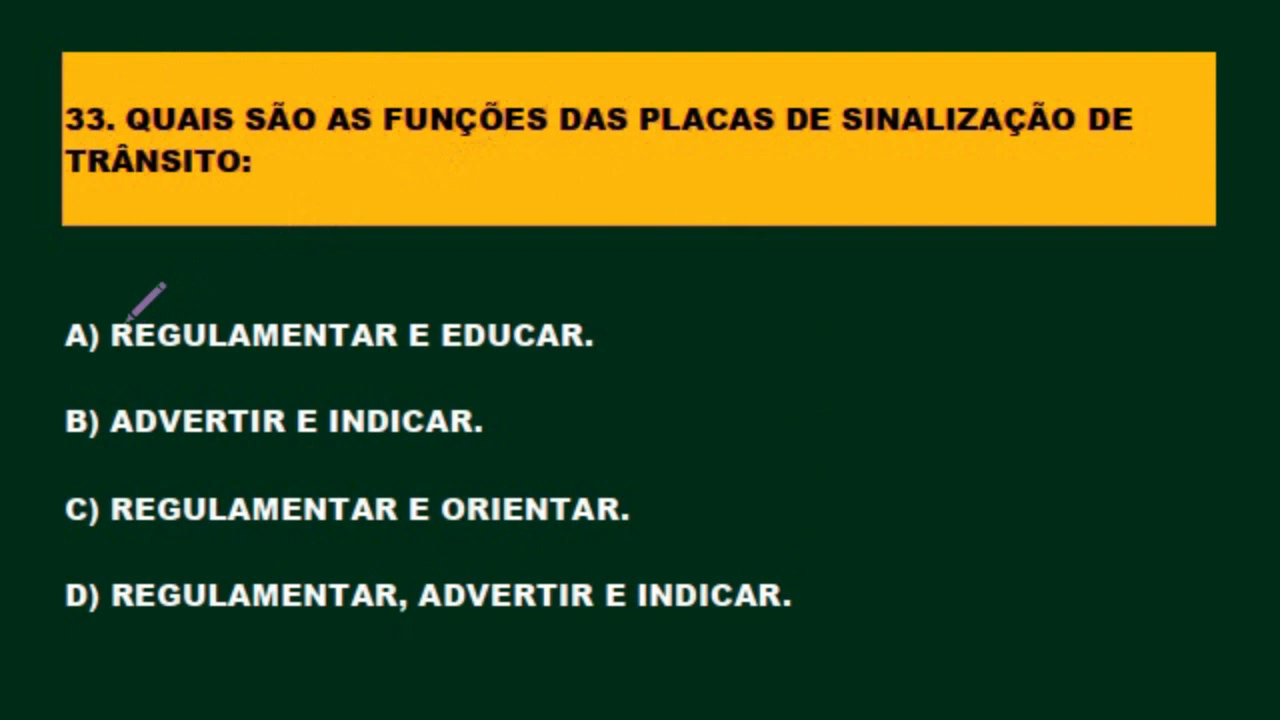 33. QUAIS SÃO AS FUNÇÕES DAS PLACAS DE SINALIZAÇÃO DE
TRÂNSITO:
A) REGULAMENTAR E EDUCAR.
B) ADVERTIR E INDICAR.
C) REGULAMENTAR E ORIENTAR.
D) REGULAMENTAR, ADVERTIR E INDICAR.